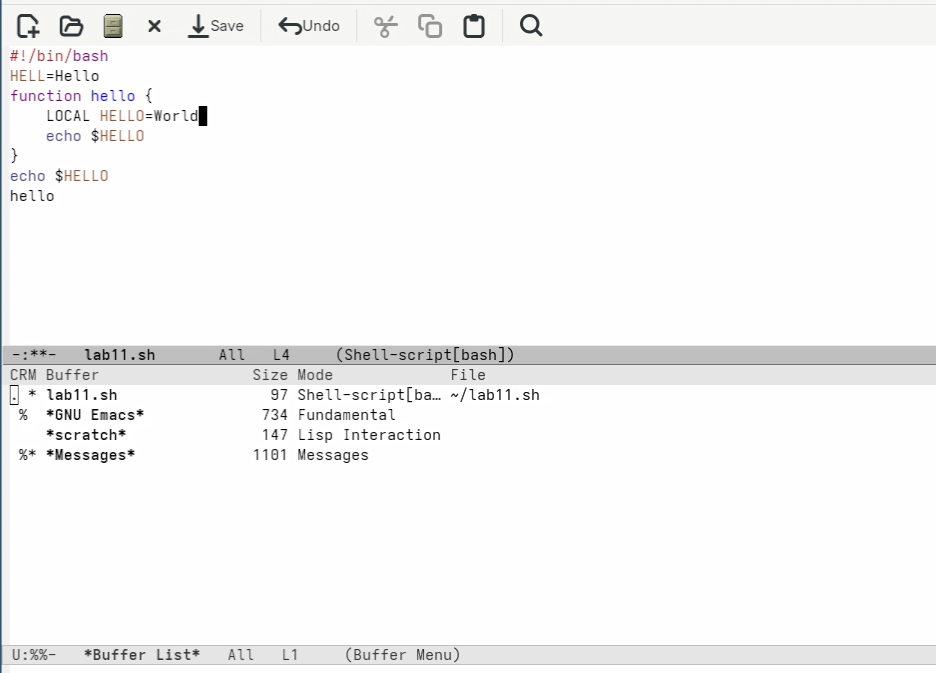 Save Undo
#!/bin/bash
HELL=Hello
function hello {
    LOCAL HELLO=World
    echo $HELLO
}
echo $HELLO
hello
-:**-   lab11.sh       All   L4     (Shell-script[bash])
CRM Buffer                 Size Mode             File
. * lab11.sh                 97 Shell-script[ba… ~/lab11.sh
 %  *GNU Emacs*             734 Fundamental
    *scratch*               147 Lisp Interaction
 %* *Messages*             1101 Messages
U:%%-   *Buffer List*   All   L1     (Buffer Menu)